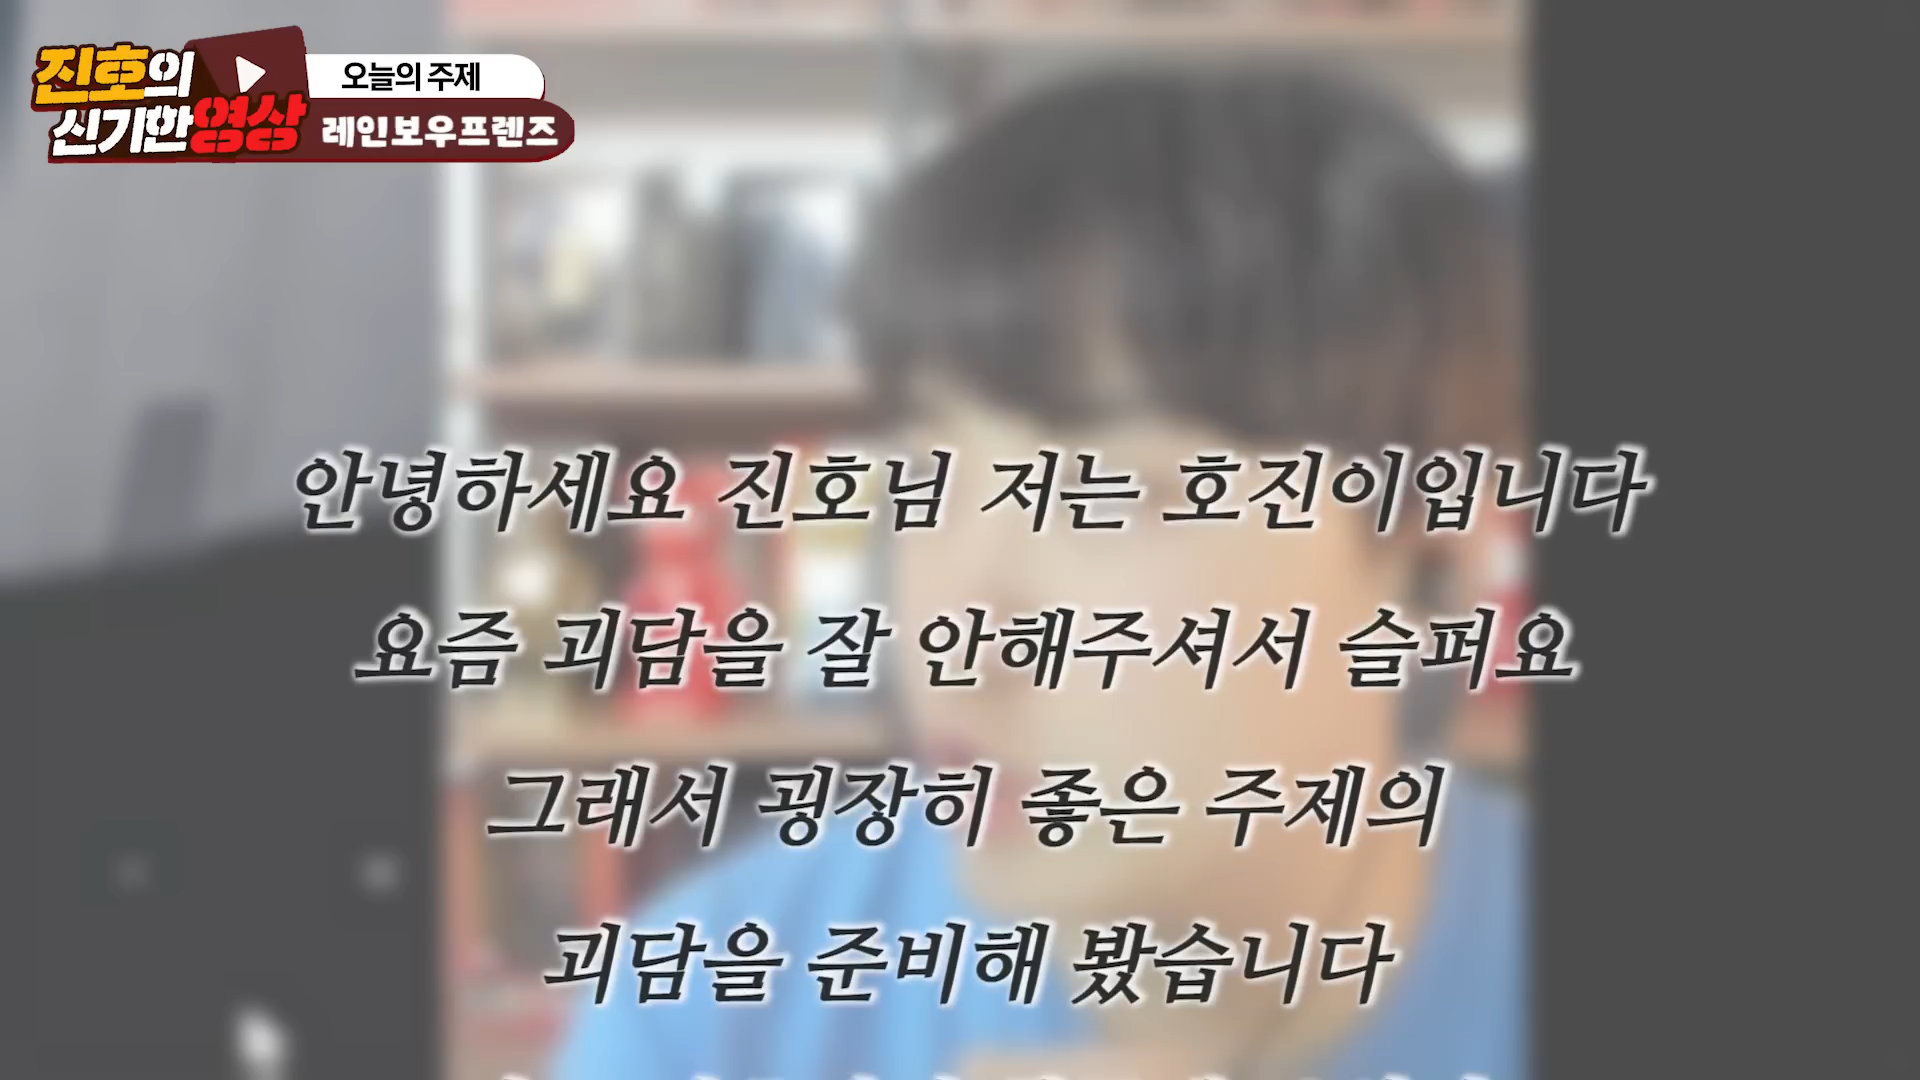 진호의
신기한영상
오늘의 주제
레인보우프렌즈
안녕하세요 진호님 저는 호진이입니다
요즘 괴담을 잘 안해주셔서 슬퍼요
그래서 굉장히 좋은 주제의
괴담을 준비해 봤습니다